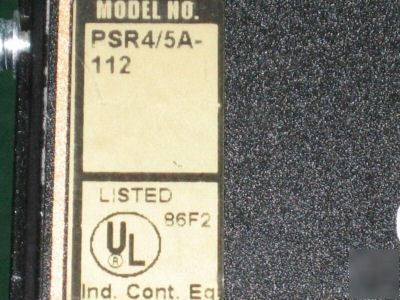 MODEL NO.
PSR4/5A-
112
LISTED
86F2
UL
®
Ind. Cont. Eq